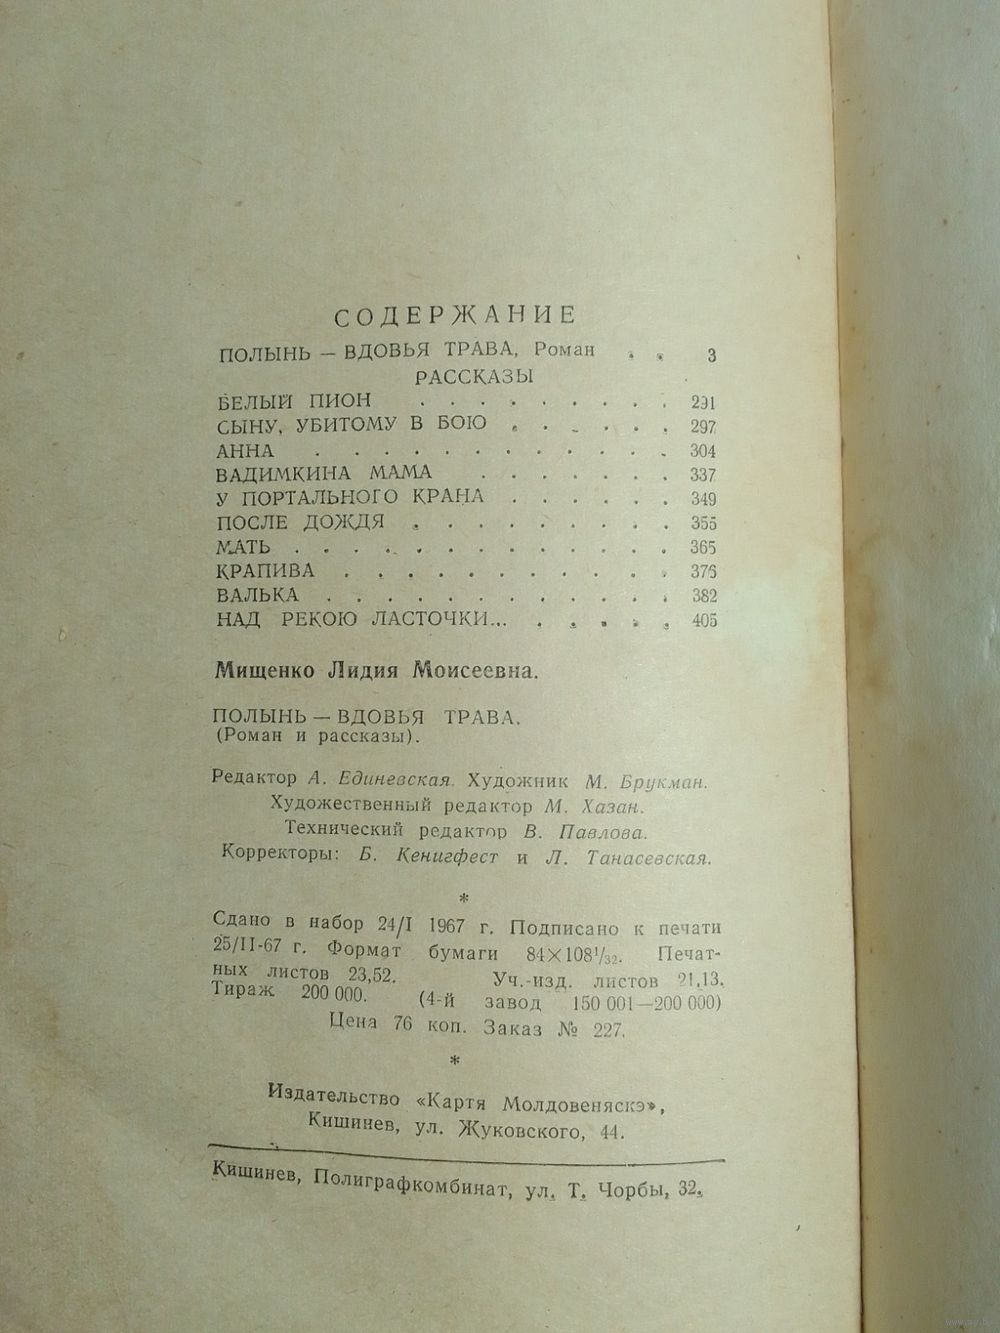 СОДЕРЖАНИЕ
ПОЛЫНЬ — ВДОВЬЯ ТРАВА, Роман . . 3
РАССКАЗЫ
БЕЛЫЙ ПИОН . . . . . . . . . 291
СЫНУ, УБИТОМУ В БОЮ . . . . . . 297
АННА . . . . . . . . . . . . 304
ВАДИМКИНА МАМА . . . . . . . 337
У ПОРТАЛЬНОГО КРАНА . . . . . . 349
ПОСЛЕ ДОЖДЯ . . . . . . . . . 355
МАТЬ . . . . . . . . . . . . . 365
КРАПИВА . . . . . . . . . . . 376
ВАЛЬКА . . . . . . . . . . . . 382
НАД РЕКОЮ ЛАСТОЧКИ... . . . . . 405
Мищенко Лидия Моисеевна.
ПОЛЫНЬ — ВДОВЬЯ ТРАВА.
(Роман и рассказы).
Редактор А. Единевская. Художник М. Брукман.
Художественный редактор М. Хазан.
Технический редактор В. Павлова.
Корректоры: Б. Кенигфест и Л. Танасевская.
*
Сдано в набор 24/I 1967 г. Подписано к печати
25/II-67 г. Формат бумаги 84×108¹/₃₂. Печат-
ных листов 23,52. Уч.-изд. листов 21,13.
Тираж 200 000. (4-й завод 150 001—200 000)
Цена 76 коп. Заказ № 227.
*
Издательство «Картя Молдовеняскэ»,
Кишинев, ул. Жуковского, 44.
Кишинев, Полиграфкомбинат, ул. Т. Чорбы, 32.